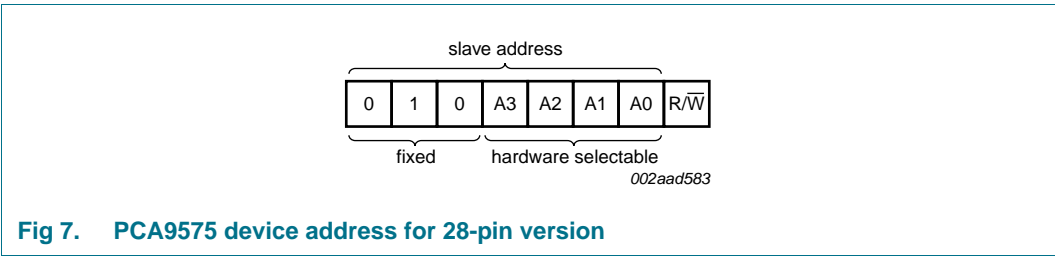 slave address
0 1 0 A3 A2 A1 A0 R/W̅
fixed hardware selectable
002aad583
Fig 7. PCA9575 device address for 28-pin version